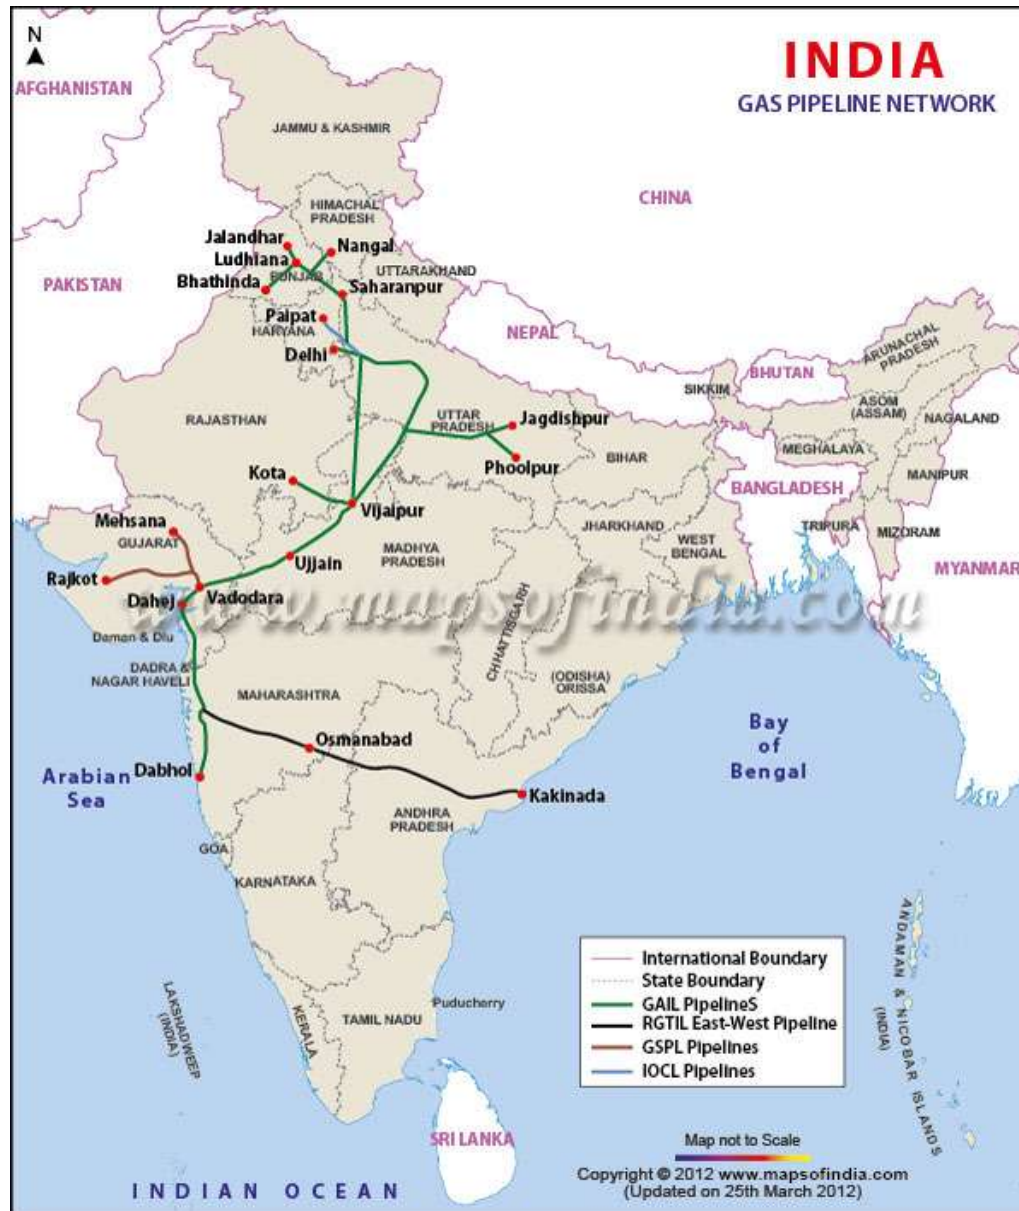 N
INDIA
GAS PIPELINE NETWORK
AFGHANISTAN
JAMMU & KASHMIR
CHINA
HIMACHAL
PRADESH
Jalandhar
Nangal
Ludhiana
PUNJAB
UTTARAKHAND
PAKISTAN
Bhathinda
Saharanpur
Paipat
HARYANA
NEPAL
ARUNACHAL
PRADESH
Delhi
BHUTAN
SIKKIM
ASOM
(ASSAM)
NAGALAND
RAJASTHAN
UTTAR
PRADESH
Jagdishpur
MEGHALAYA
BIHAR
Phoolpur
MANIPUR
Kota
BANGLADESH
Vijaipur
Mehsana
GUJARAT
JHARKHAND
WEST
BENGAL
TRIPURA
MIZORAM
MADHYA
PRADESH
Ujjain
MYANMAR
Rajkot
Dahej
Vadodara
www.mapsofindia.com
Daman & Diu
CHHATTISGARH
DADRA &
NAGAR HAVELI
(ODISHA)
ORISSA
MAHARASHTRA
Bay
of
Bengal
Osmanabad
Arabian
Sea
Dabhol
Kakinada
ANDHRA
PRADESH
GOA
KARNATAKA
ANDAMAN & NICOBAR ISLANDS
(INDIA)
International Boundary
State Boundary
GAIL PipelineS
RGTIL East-West Pipeline
GSPL Pipelines
IOCL Pipelines
LAKSHADWEEP
(INDIA)
KERALA
TAMIL NADU
Puducherry
SRI LANKA
Map not to Scale
Copyright © 2012 www.mapsofindia.com
(Updated on 25th March 2012)
INDIAN OCEAN